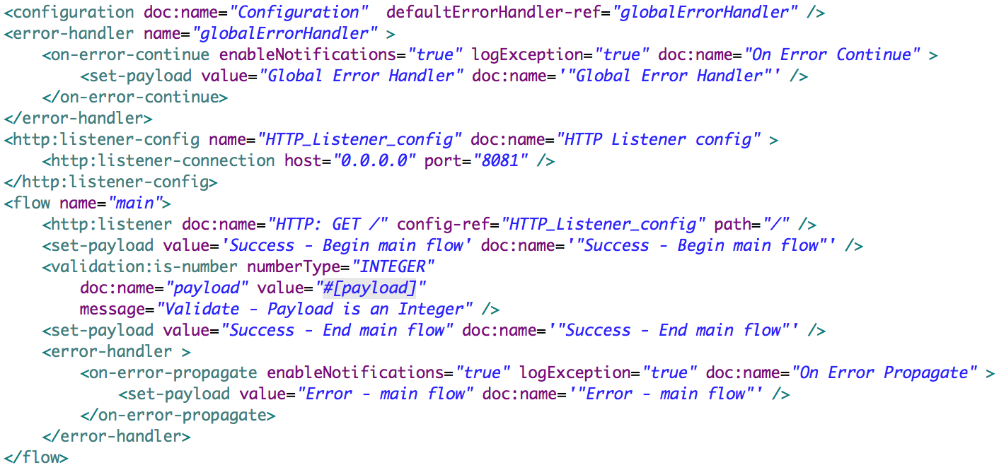 <configuration doc:name="Configuration"  defaultErrorHandler-ref="globalErrorHandler" />
<error-handler name="globalErrorHandler" >
    <on-error-continue enableNotifications="true" logException="true" doc:name="On Error Continue" >
        <set-payload value="Global Error Handler" doc:name='"Global Error Handler"' />
    </on-error-continue>
</error-handler>
<http:listener-config name="HTTP_Listener_config" doc:name="HTTP Listener config" >
    <http:listener-connection host="0.0.0.0" port="8081" />
</http:listener-config>
<flow name="main">
    <http:listener doc:name="HTTP: GET /" config-ref="HTTP_Listener_config" path="/" />
    <set-payload value='Success - Begin main flow' doc:name='"Success - Begin main flow"' />
    <validation:is-number numberType="INTEGER"
        doc:name="payload" value="#[payload]"
        message="Validate - Payload is an Integer" />
    <set-payload value="Success - End main flow" doc:name='"Success - End main flow"' />
    <error-handler >
        <on-error-propagate enableNotifications="true" logException="true" doc:name="On Error Propagate" >
            <set-payload value="Error - main flow" doc:name='"Error - main flow"' />
        </on-error-propagate>
    </error-handler>
</flow>